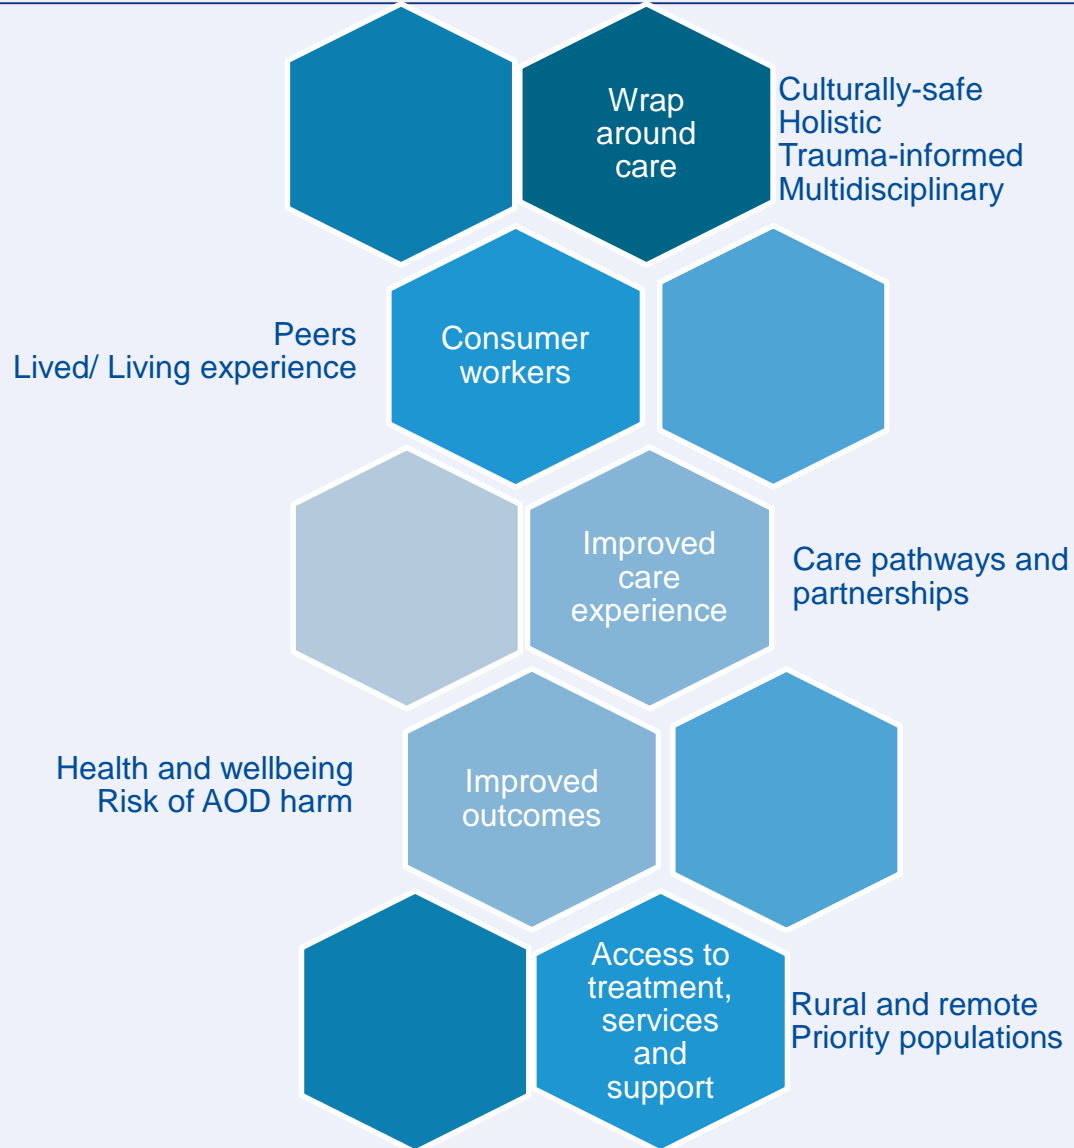 Wrap
around
care
Culturally-safe
Holistic
Trauma-informed
Multidisciplinary
Peers
Lived/ Living experience
Consumer
workers
Improved
care
experience
Care pathways and
partnerships
Health and wellbeing
Risk of AOD harm
Improved
outcomes
Access to
treatment,
services
and
support
Rural and remote
Priority populations